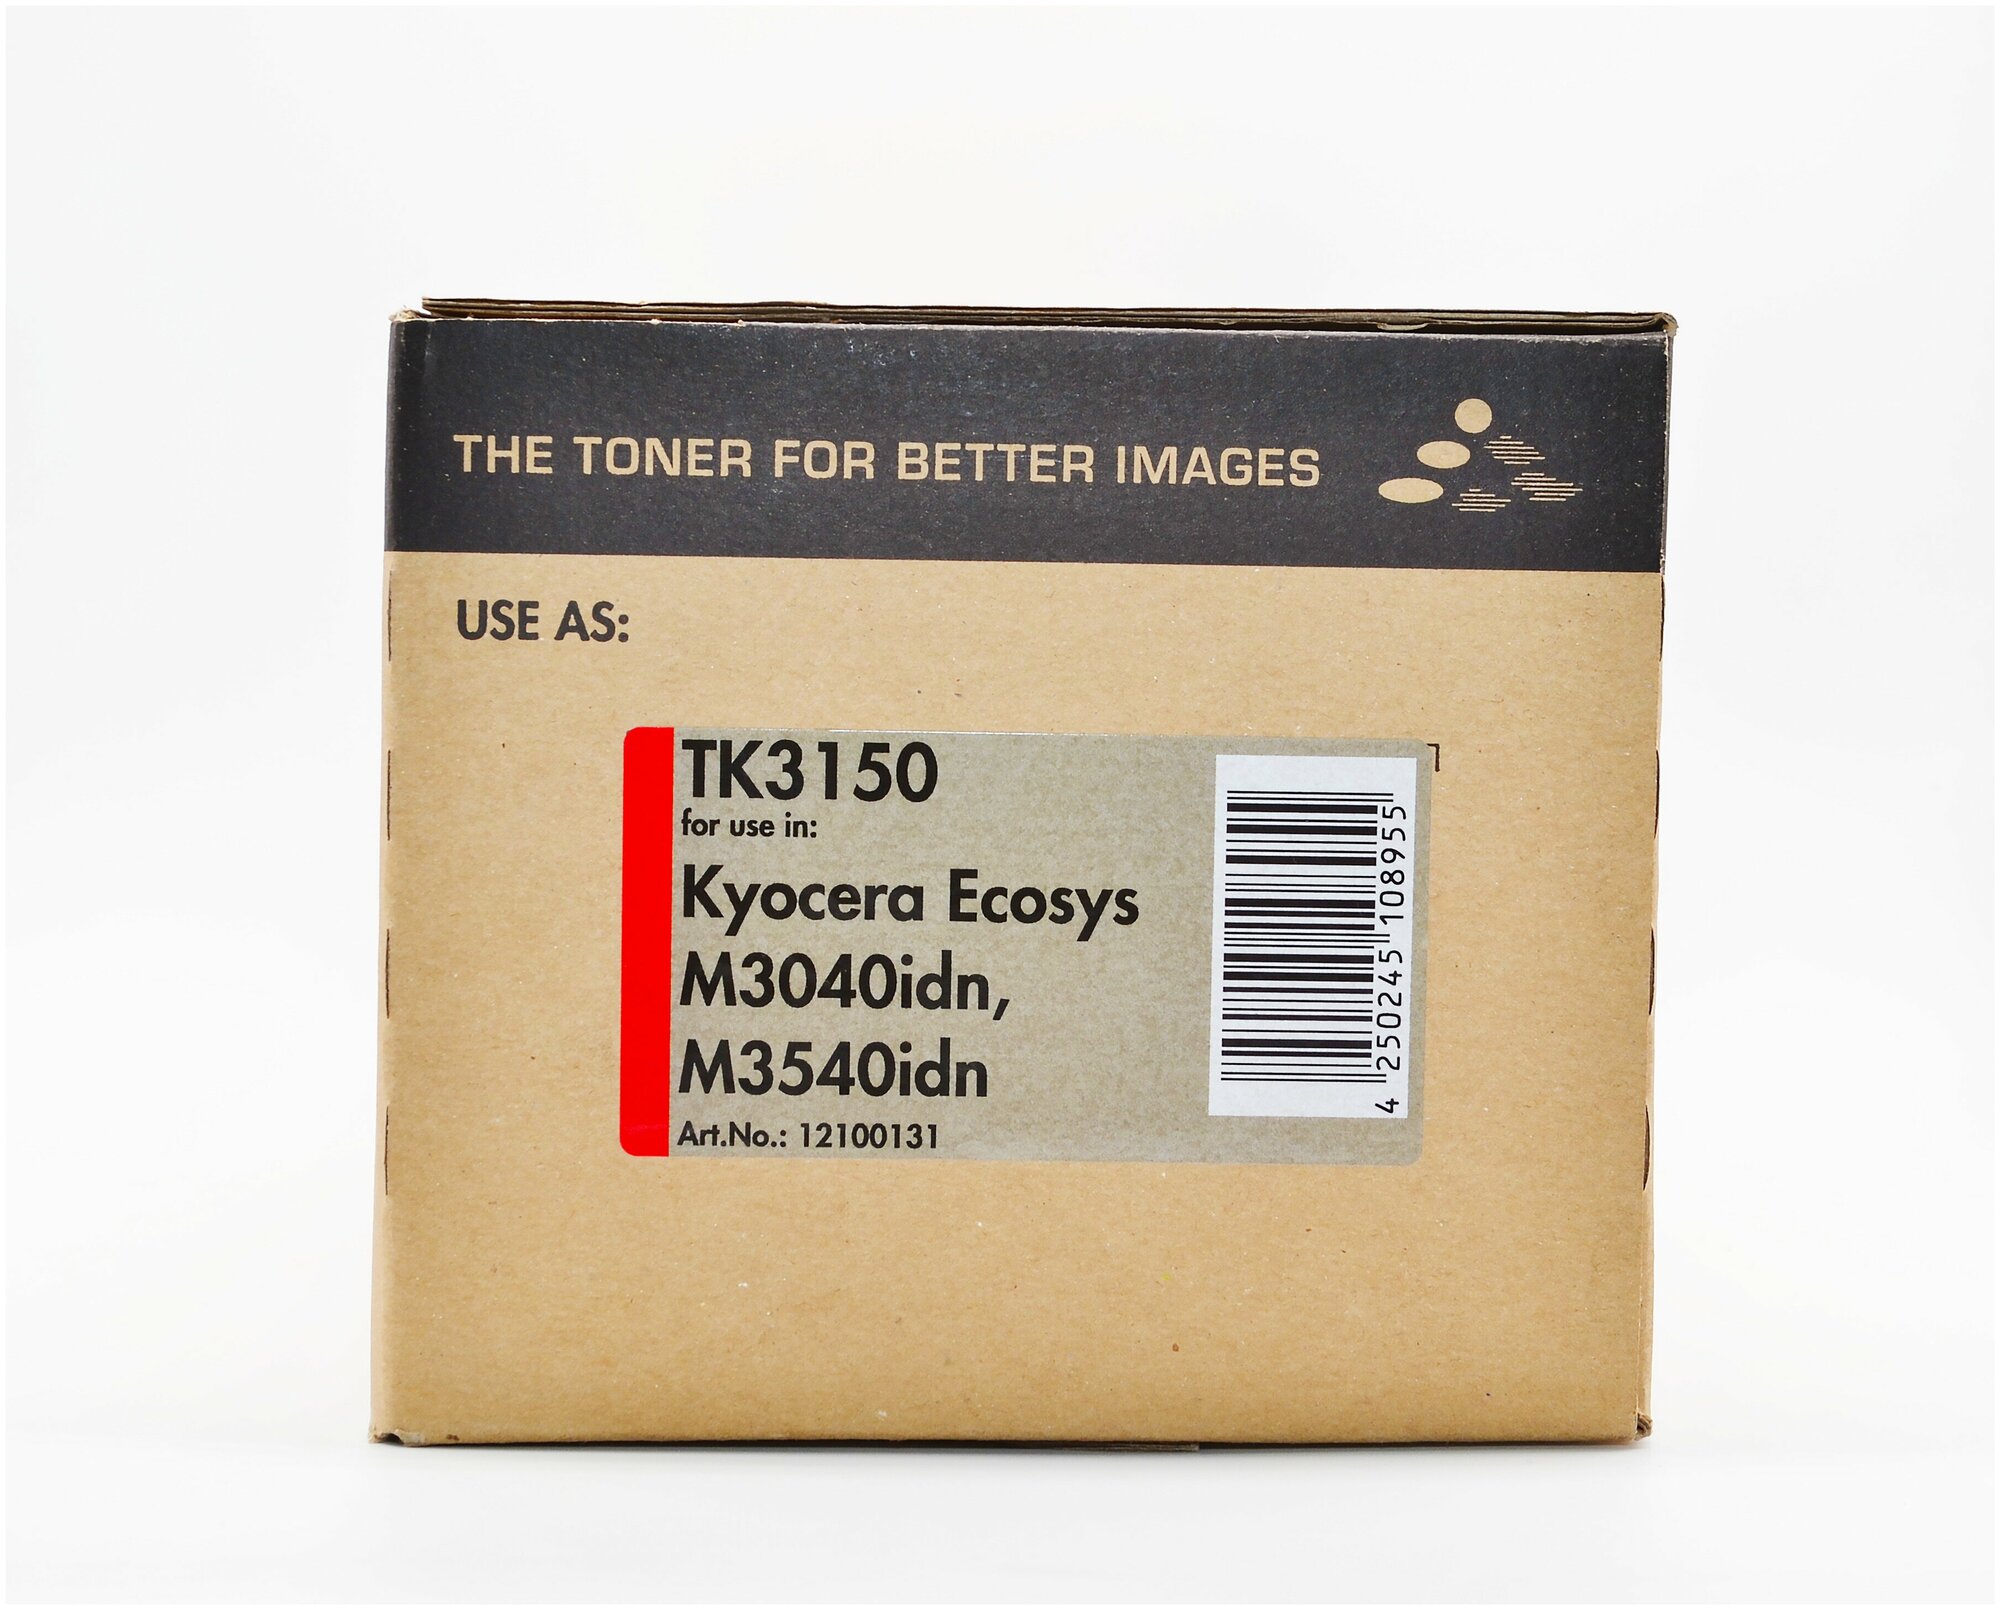 THE TONER FOR BETTER IMAGES
USE AS:
TK3150
for use in:
Kyocera Ecosys
M3040idn,
M3540idn
Art.No.: 12100131
4 250245 108955